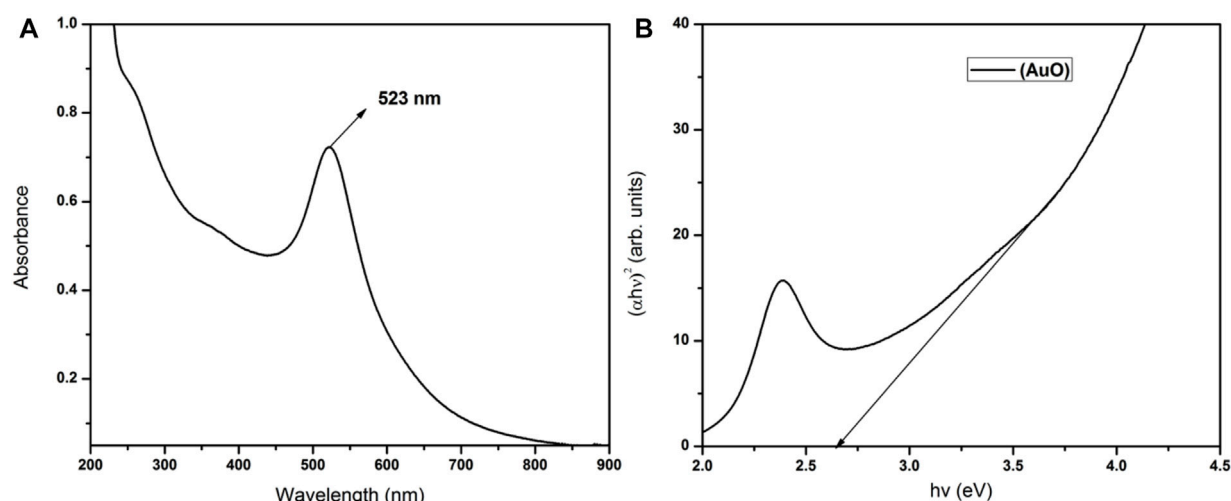 A
1.0
0.8
0.6
0.4
0.2
Absorbance
523 nm
200 300 400 500 600 700 800 900
Wavelength (nm)
B
40
30
20
10
0
(αhν)² (arb. units)
(AuO)
2.0 2.5 3.0 3.5 4.0 4.5
hν (eV)